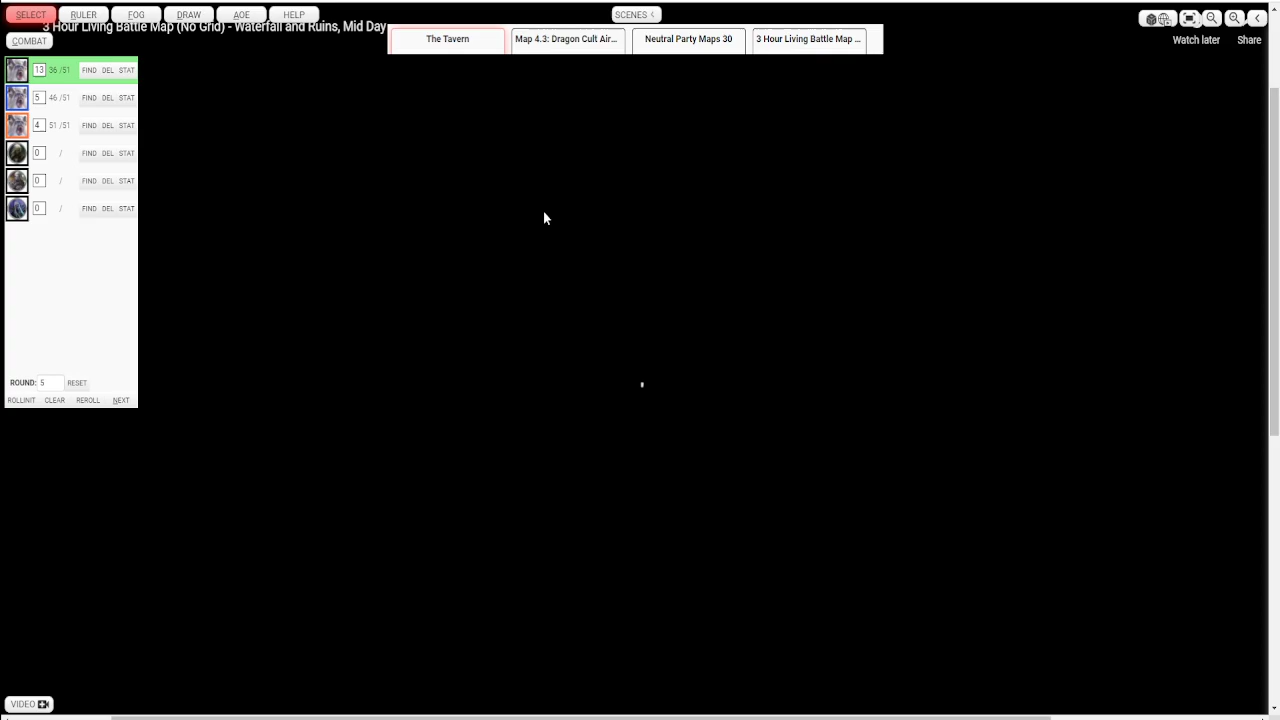 SELECT RULER FOG DRAW AOE HELP SCENES
3 Hour Living Battle Map (No Grid) - Waterfall and Ruins, Mid Day
COMBAT
The Tavern Map 4.3: Dragon Cult Air... Neutral Party Maps 30 3 Hour Living Battle Map ...
Watch later Share
13 36 /51 FIND DEL STAT
5 46 /51 FIND DEL STAT
4 51 /51 FIND DEL STAT
0 / FIND DEL STAT
0 / FIND DEL STAT
0 / FIND DEL STAT
ROUND: 5 RESET
ROLLINIT CLEAR REROLL NEXT
VIDEO